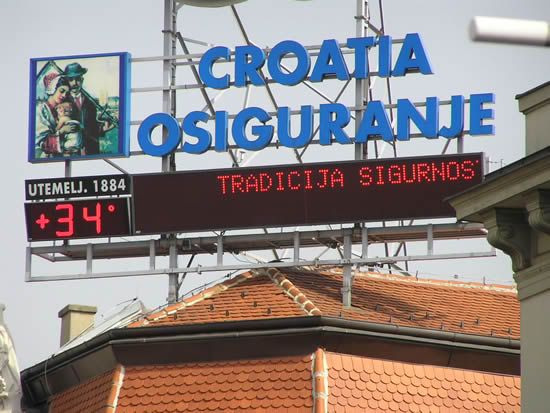 CROATIA
OSIGURANJE
UTEMELJ. 1884
TRADICIJA SIGURNOS
+34°